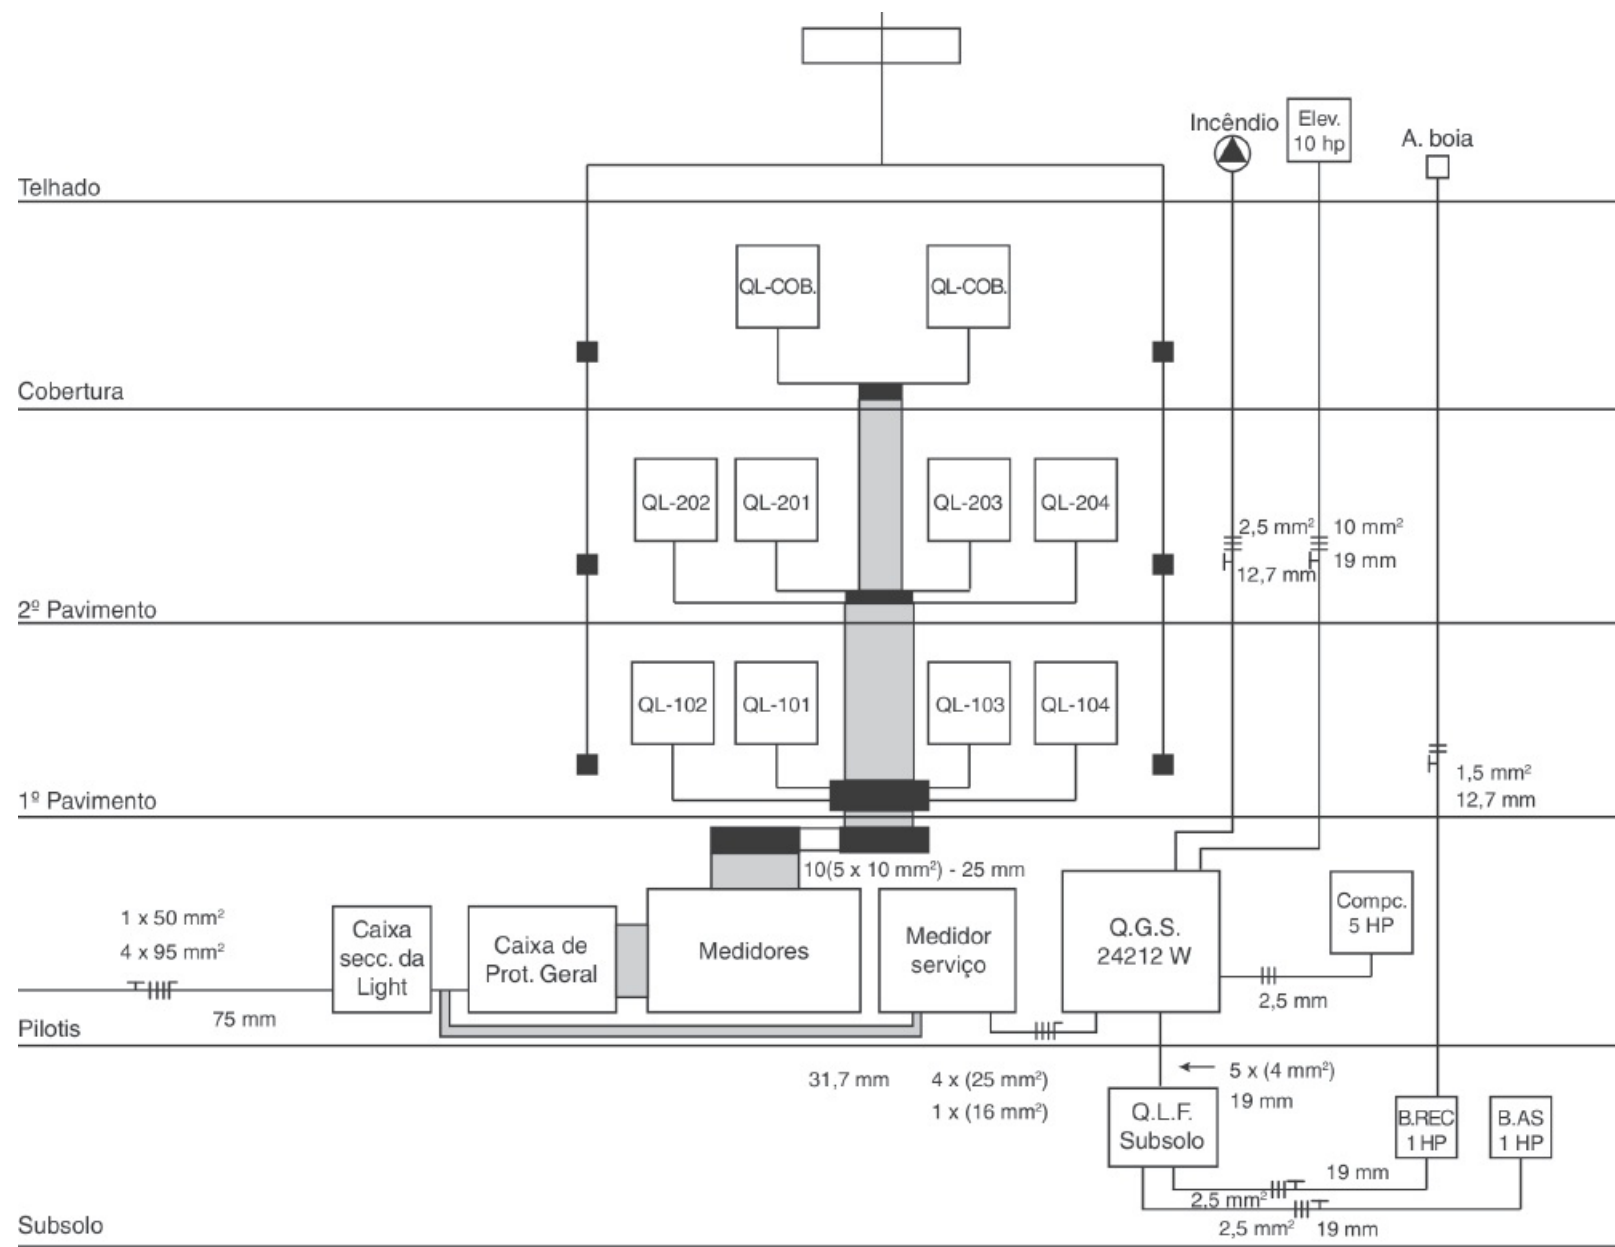 Incêndio
Elev.
10 hp
A. boia
Telhado
QL-COB.
QL-COB.
Cobertura
QL-202
QL-201
QL-203
QL-204
2,5 mm²
12,7 mm
10 mm²
19 mm
2º Pavimento
QL-102
QL-101
QL-103
QL-104
1,5 mm²
12,7 mm
1º Pavimento
10(5 x 10 mm²) - 25 mm
1 x 50 mm²
4 x 95 mm²
75 mm
Caixa
secc. da
Light
Caixa de
Prot. Geral
Medidores
Medidor
serviço
Q.G.S.
24212 W
Compc.
5 HP
2,5 mm
Pilotis
31,7 mm
4 x (25 mm²)
1 x (16 mm²)
5 x (4 mm²)
19 mm
Q.L.F.
Subsolo
B.REC
1 HP
B.AS
1 HP
19 mm
2,5 mm²
2,5 mm²
19 mm
Subsolo